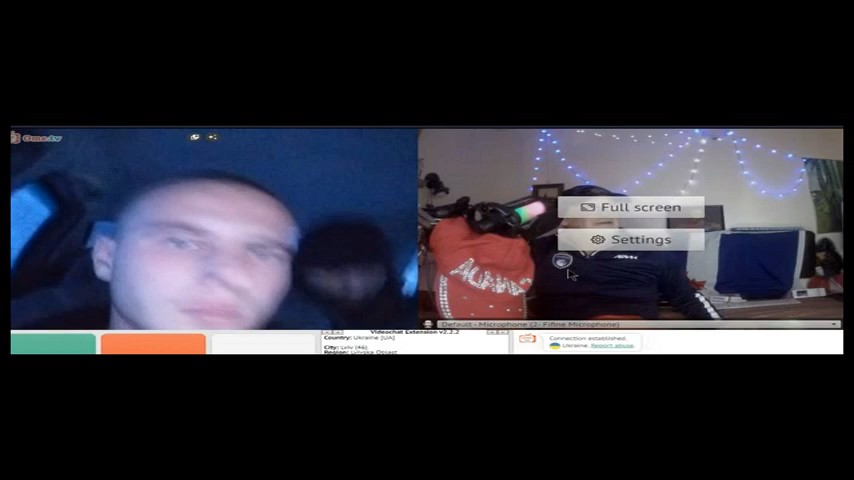 Ome.tv
Full screen
Settings
Default - Microphone (2- Fifine Microphone)
Videochat Extension v2.2.2
Country: Ukraine [UA]
City: Lviv (46)
Region: Lvivska Oblast
Connection established.
Ukraine. Report abuse.